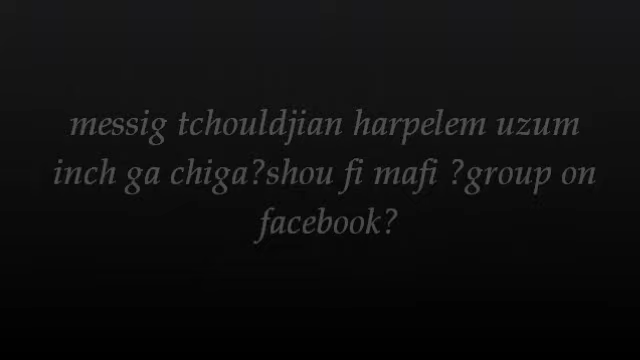 messig tchouldjian harpelem uzum
inch ga chiga?shou fi mafi ?group on
facebook?